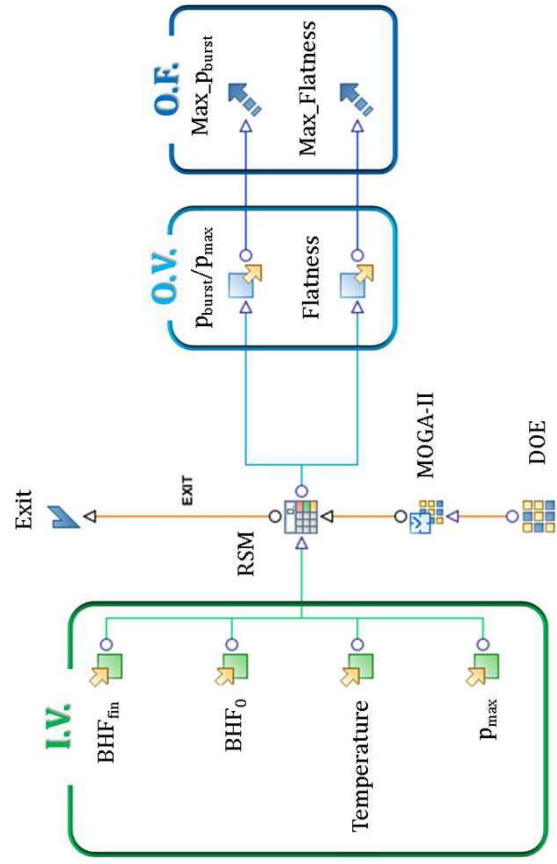 I.V.
BHF_fin
BHF_0
Temperature
p_max
Exit
EXIT
RSM
MOGA-II
DOE
O.V.
p_burst/p_max
Flatness
O.F.
Max_p_burst
Max_Flatness